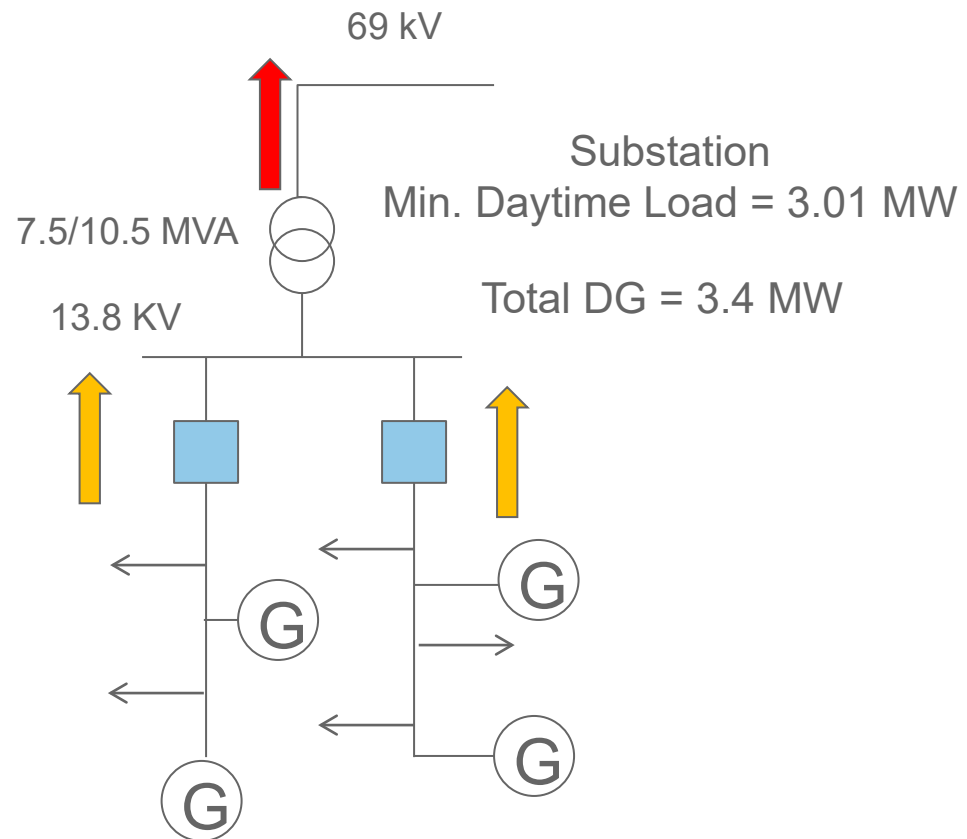 69 kV
Substation
Min. Daytime Load = 3.01 MW
7.5/10.5 MVA
Total DG = 3.4 MW
13.8 KV
G
G
G
G